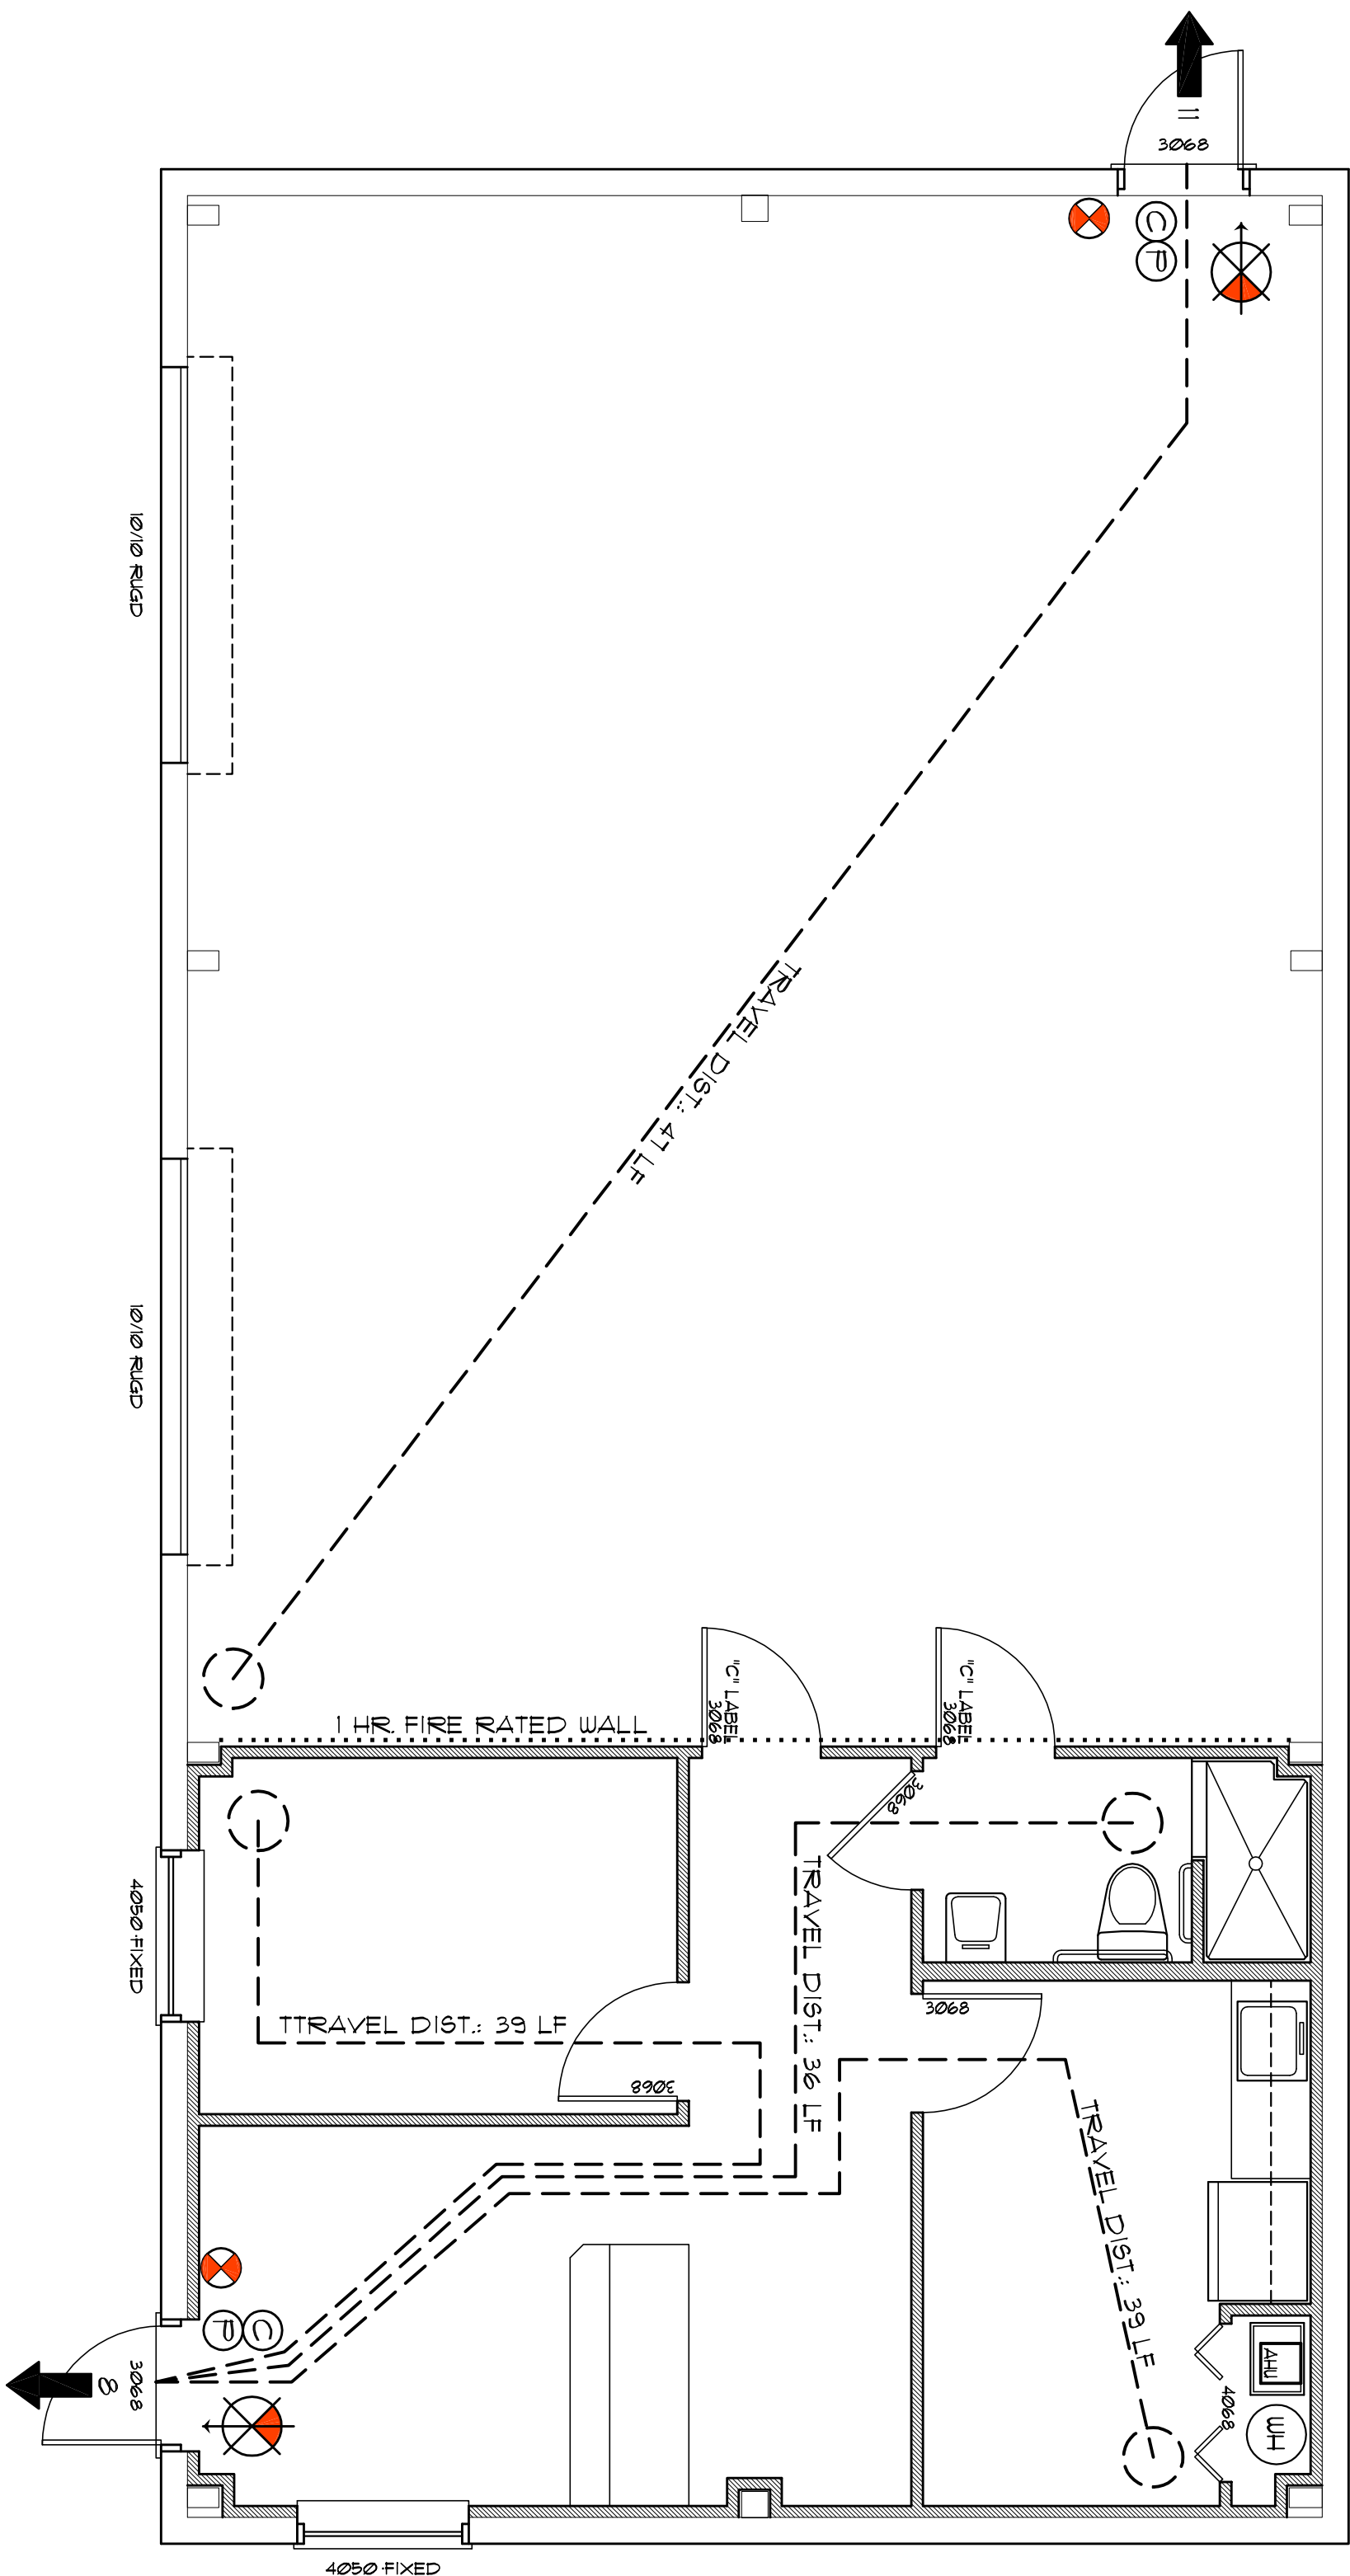 11
3068
C
P
10/10 RUGD
TRAVEL DIST.: 47 LF
10/10 RUGD
"C" LABEL
3068
"C" LABEL
3068
1 HR. FIRE RATED WALL
3068
4050 FIXED
TRAVEL DIST.: 36 LF
3068
TTRAVEL DIST.: 39 LF
3068
TRAVEL DIST.: 39 LF
P
C
3068
8
AHU
4068
WH
4050 FIXED